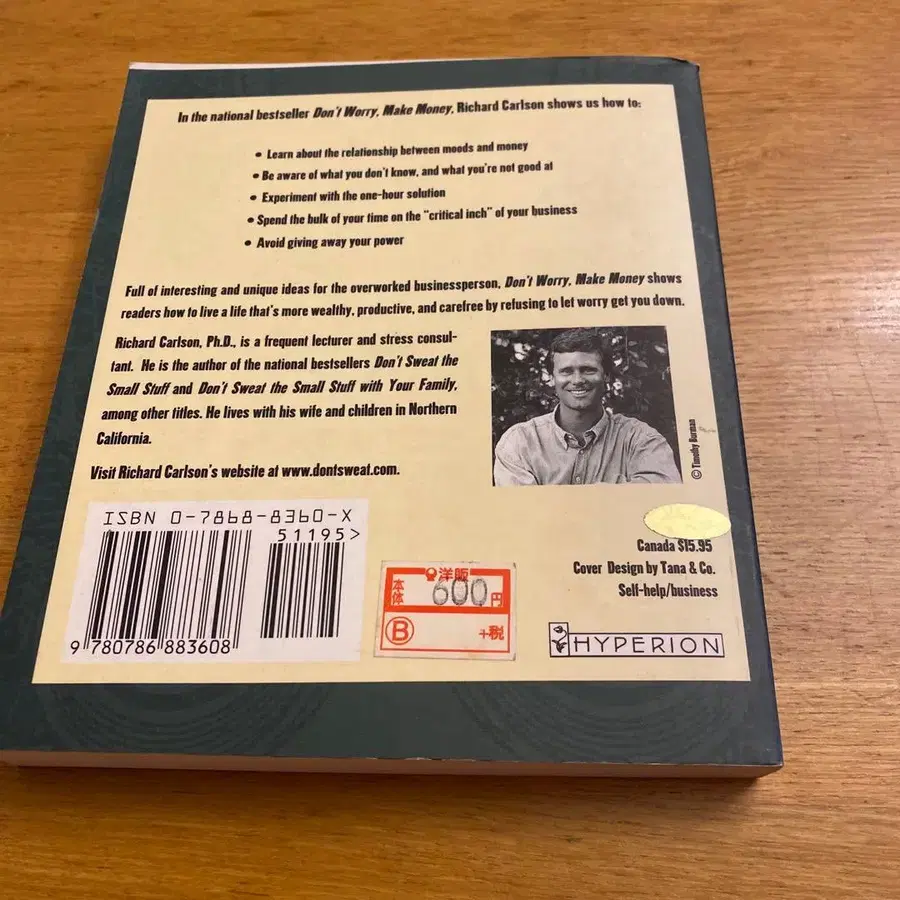 In the national bestseller Don't Worry, Make Money, Richard Carlson shows us how to:
• Learn about the relationship between moods and money
• Be aware of what you don't know, and what you're not good at
• Experiment with the one-hour solution
• Spend the bulk of your time on the "critical inch" of your business
• Avoid giving away your power
Full of interesting and unique ideas for the overworked businessperson, Don't Worry, Make Money shows
readers how to live a life that's more wealthy, productive, and carefree by refusing to let worry get you down.
Richard Carlson, Ph.D., is a frequent lecturer and stress consul-
tant. He is the author of the national bestsellers Don't Sweat the
Small Stuff and Don't Sweat the Small Stuff with Your Family,
among other titles. He lives with his wife and children in Northern
California.
Visit Richard Carlson's website at www.dontsweat.com.
© Timothy Burman
ISBN 0-7868-8360-X
51195>
9 780786 883608
洋販
本体 600 円
B +税
Canada $15.95
Cover Design by Tana & Co.
Self-help/business
HYPERION